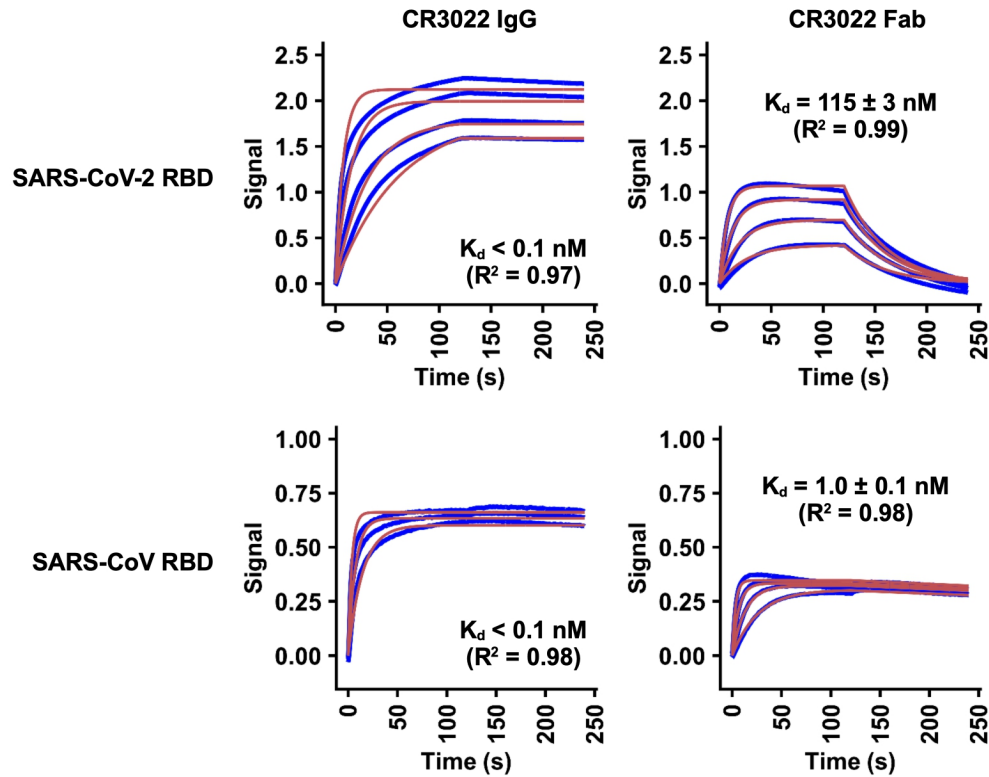 CR3022 IgG
CR3022 Fab
SARS-CoV-2 RBD
Signal
2.5
2.0
1.5
1.0
0.5
0.0
K_d < 0.1 nM
(R² = 0.97)
0
50
100
150
200
250
Time (s)
Signal
2.5
2.0
1.5
1.0
0.5
0.0
K_d = 115 ± 3 nM
(R² = 0.99)
0
50
100
150
200
250
Time (s)
SARS-CoV RBD
Signal
1.00
0.75
0.50
0.25
0.00
K_d < 0.1 nM
(R² = 0.98)
0
50
100
150
200
250
Time (s)
Signal
1.00
0.75
0.50
0.25
0.00
K_d = 1.0 ± 0.1 nM
(R² = 0.98)
0
50
100
150
200
250
Time (s)